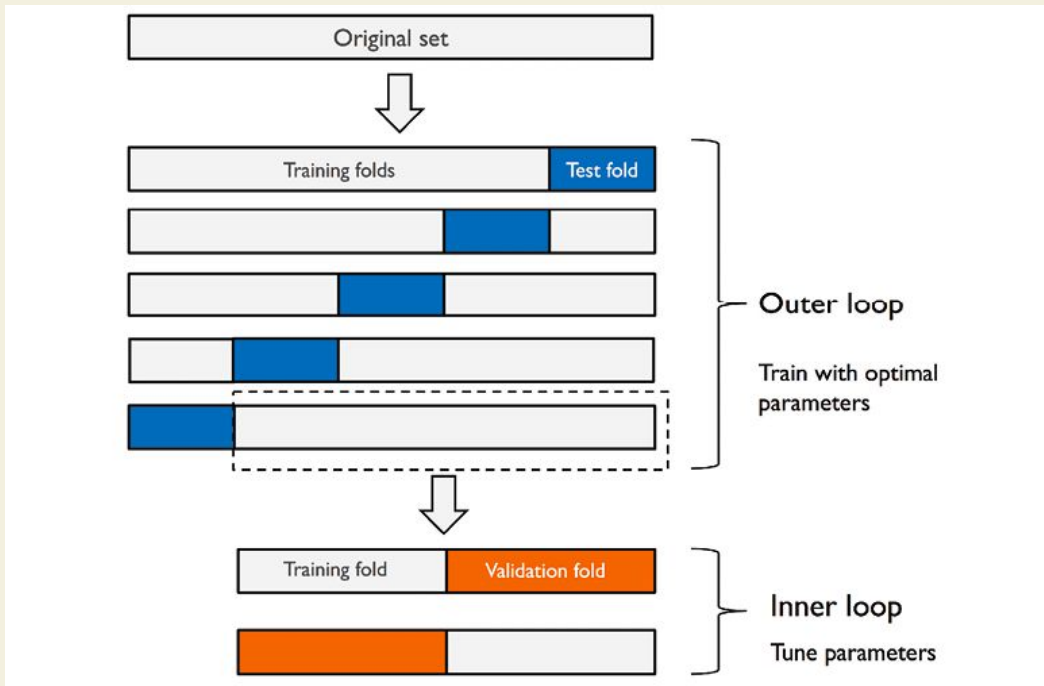 Original set
Training folds
Test fold
Outer loop
Train with optimal
parameters
Training fold
Validation fold
Inner loop
Tune parameters